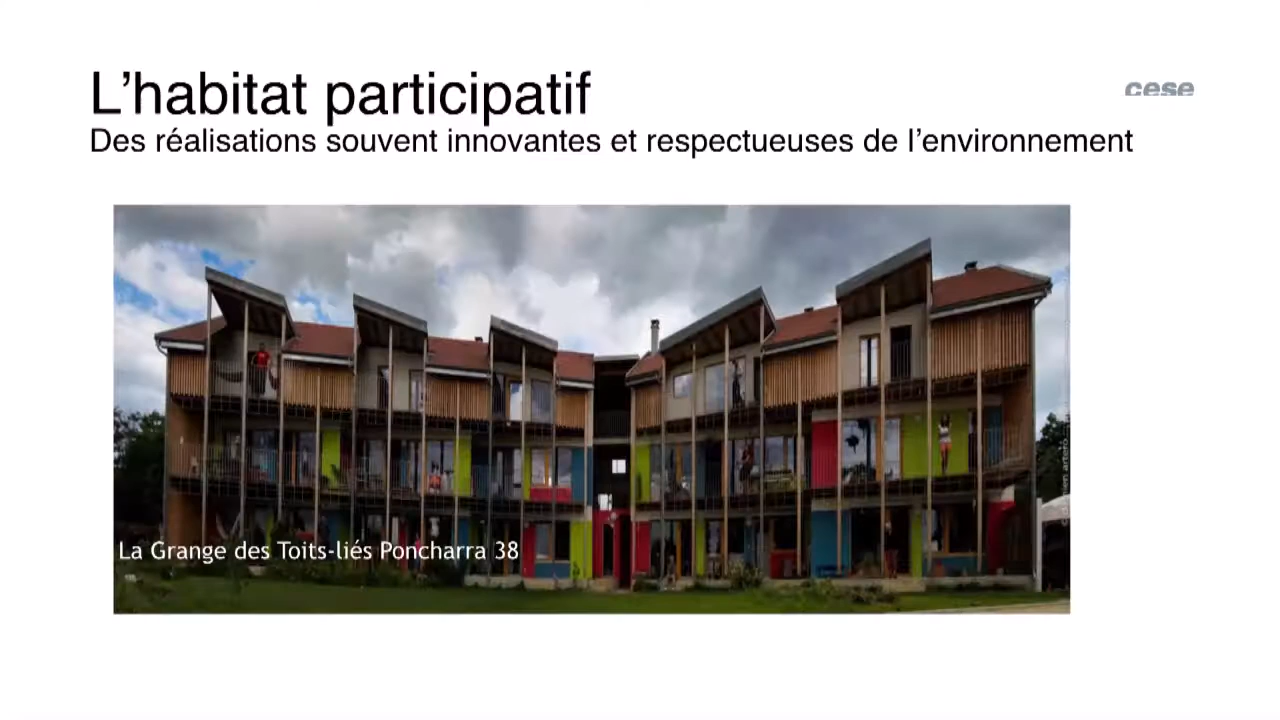 L’habitat participatif
cese
Des réalisations souvent innovantes et respectueuses de l’environnement
La Grange des Toits-liés Poncharra 38